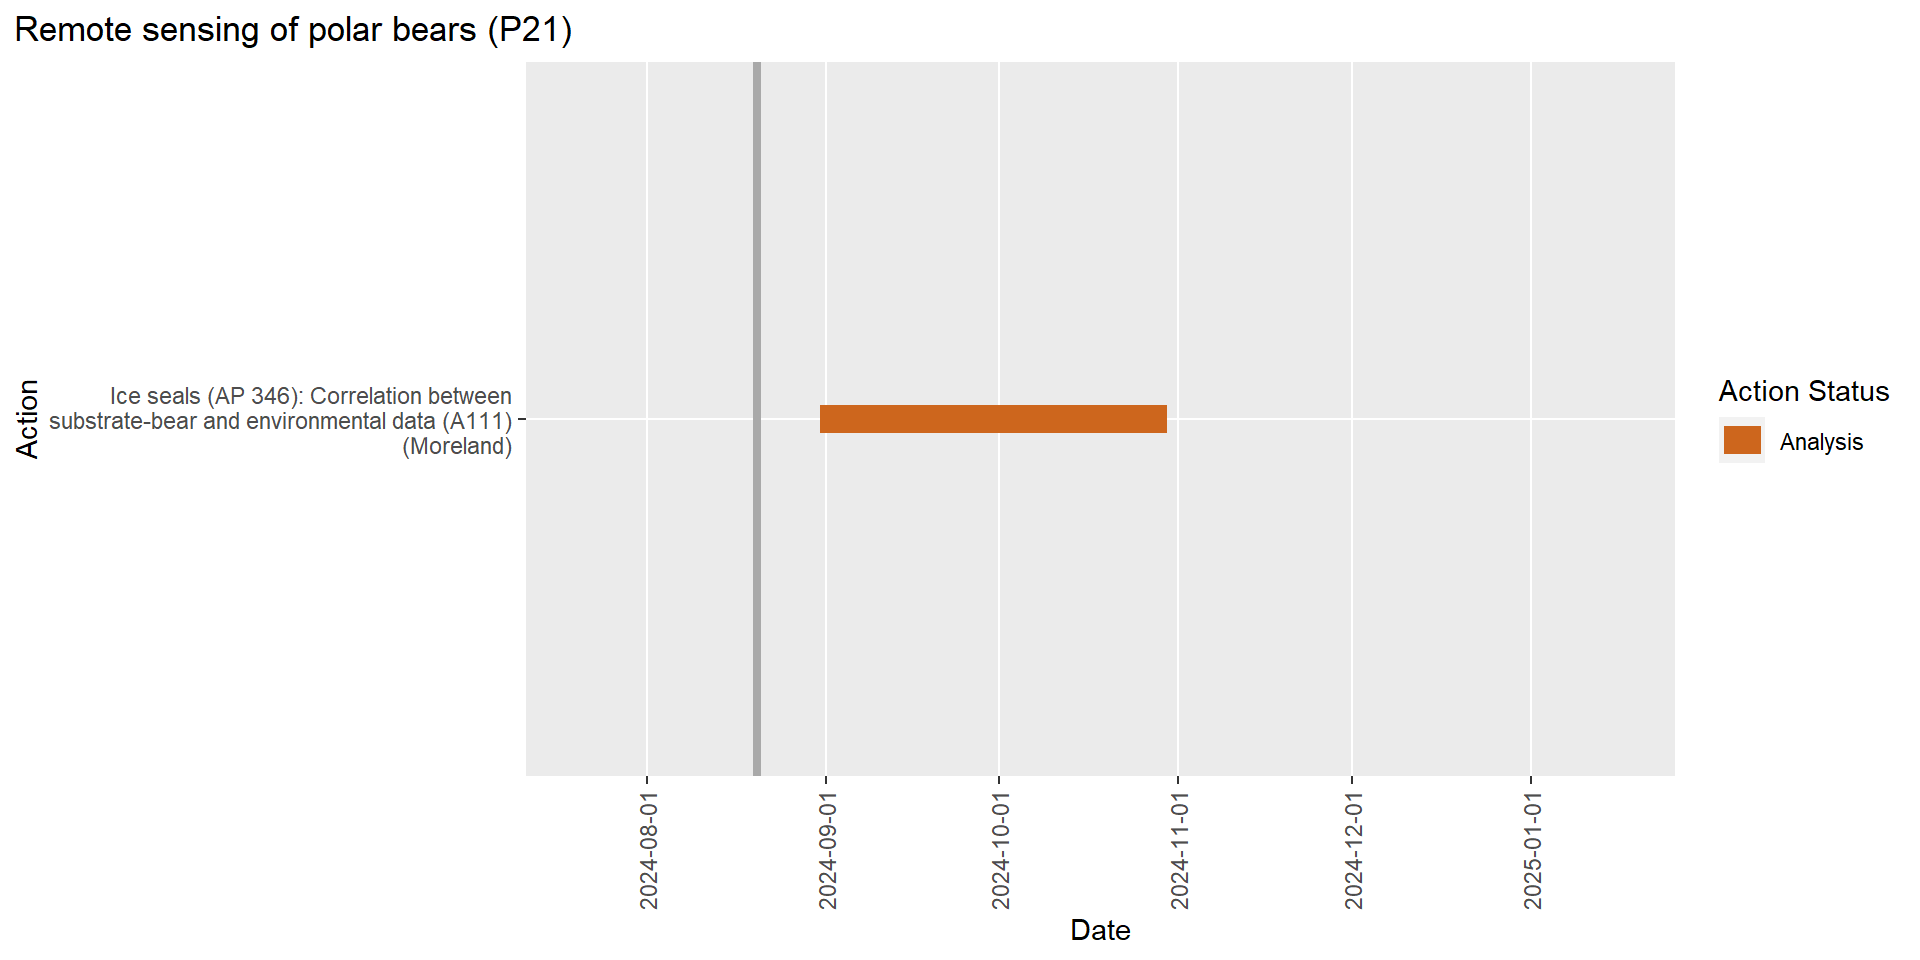 Remote sensing of polar bears (P21)
Action
Ice seals (AP 346): Correlation between
substrate-bear and environmental data (A111)
(Moreland)
Action Status
Analysis
2024-08-01
2024-09-01
2024-10-01
2024-11-01
2024-12-01
2025-01-01
Date